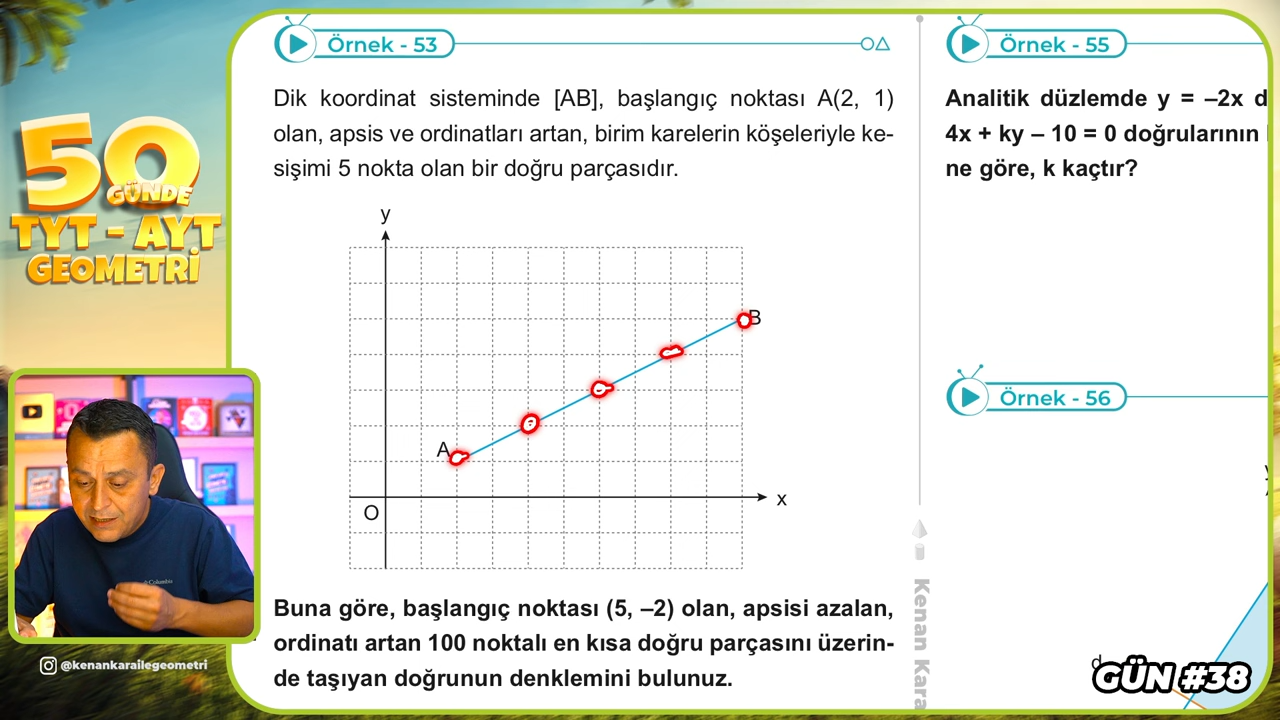 50
GÜNDE
TYT - AYT
GEOMETRİ
Örnek - 53
Dik koordinat sisteminde [AB], başlangıç noktası A(2, 1)
olan, apsis ve ordinatları artan, birim karelerin köşeleriyle ke-
sişimi 5 nokta olan bir doğru parçasıdır.
y
B
A
x
O
Buna göre, başlangıç noktası (5, –2) olan, apsisi azalan,
ordinatı artan 100 noktalı en kısa doğru parçasını üzerin-
de taşıyan doğrunun denklemini bulunuz.
Kenan Kara
Örnek - 55
Analitik düzlemde y = –2x d
4x + ky – 10 = 0 doğrularının
ne göre, k kaçtır?
Örnek - 56
d
Columbia
@kenankarailegeometri
GÜN #38